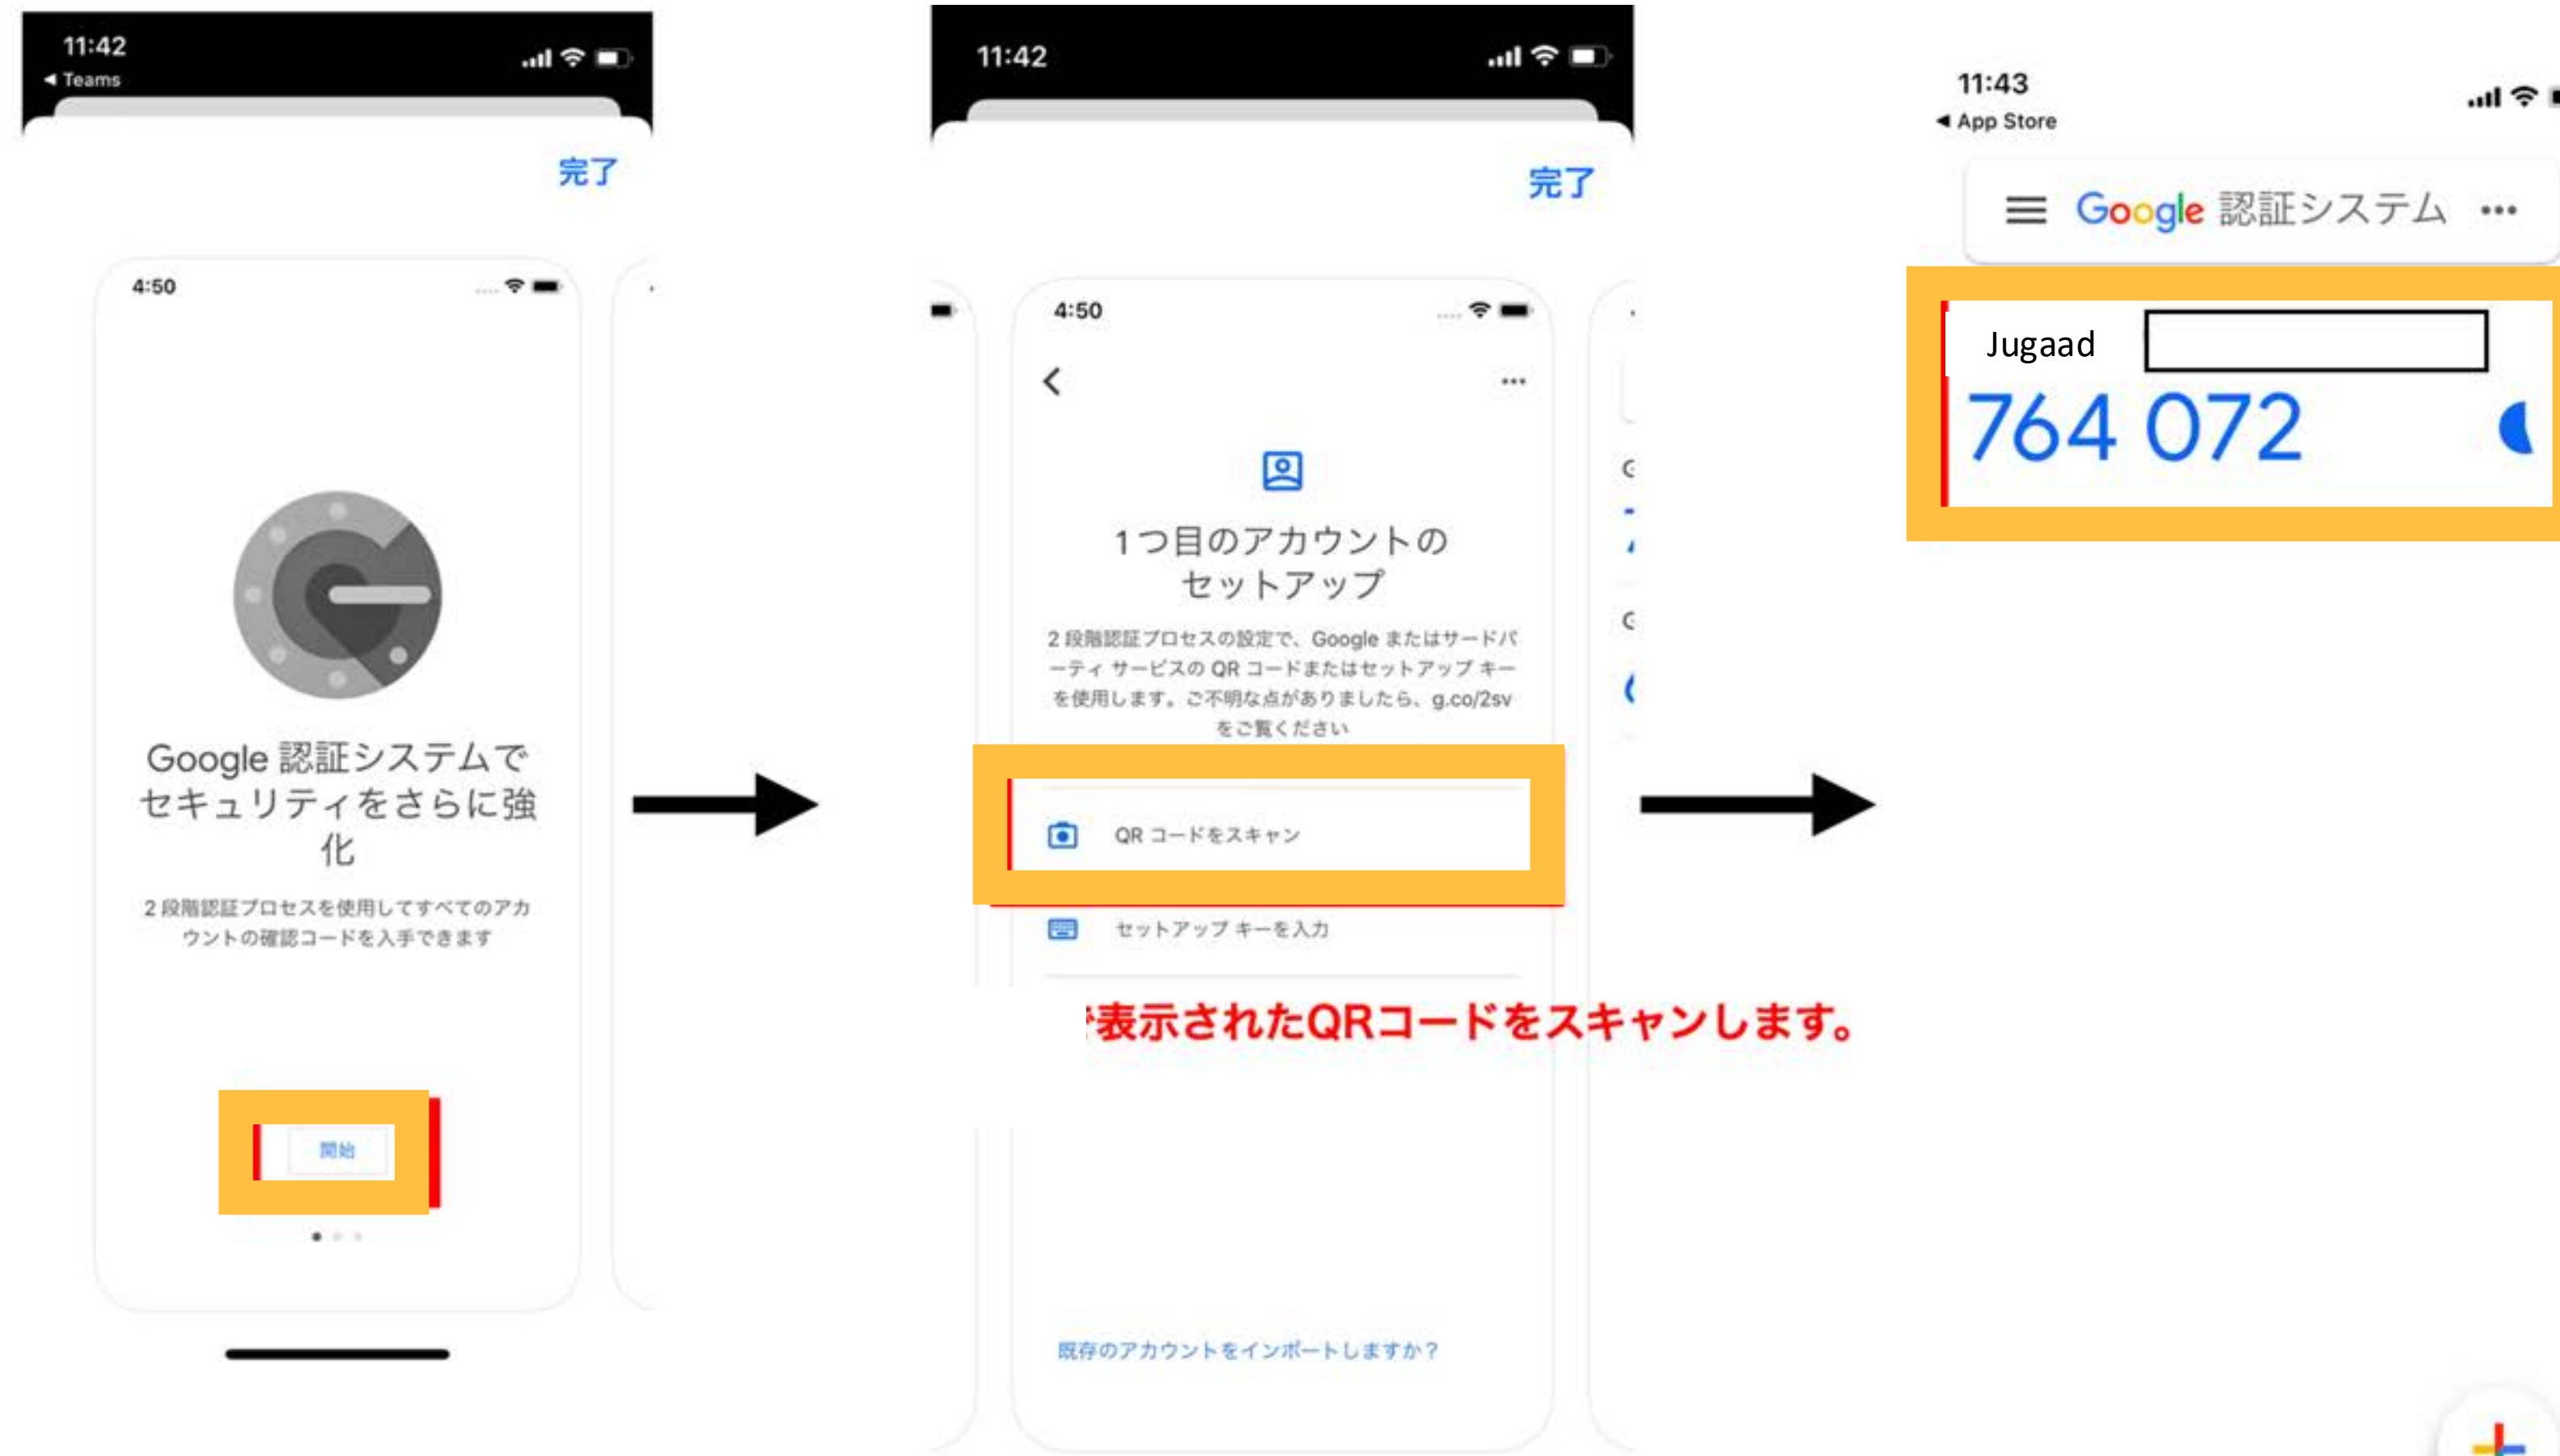 11:42
◀ Teams
完了
4:50
Google 認証システムで
セキュリティをさらに強
化
2 段階認証プロセスを使用してすべてのアカ
ウントの確認コードを入手できます
開始
11:42
完了
4:50
1つ目のアカウントの
セットアップ
2 段階認証プロセスの設定で、Google またはサードパ
ーティ サービスの QR コードまたはセットアップ キー
を使用します。ご不明な点がありましたら、g.co/2sv
をご覧ください
QR コードをスキャン
セットアップ キーを入力
表示されたQRコードをスキャンします。
既存のアカウントをインポートしますか？
11:43
◀ App Store
Google 認証システム
Jugaad
764 072